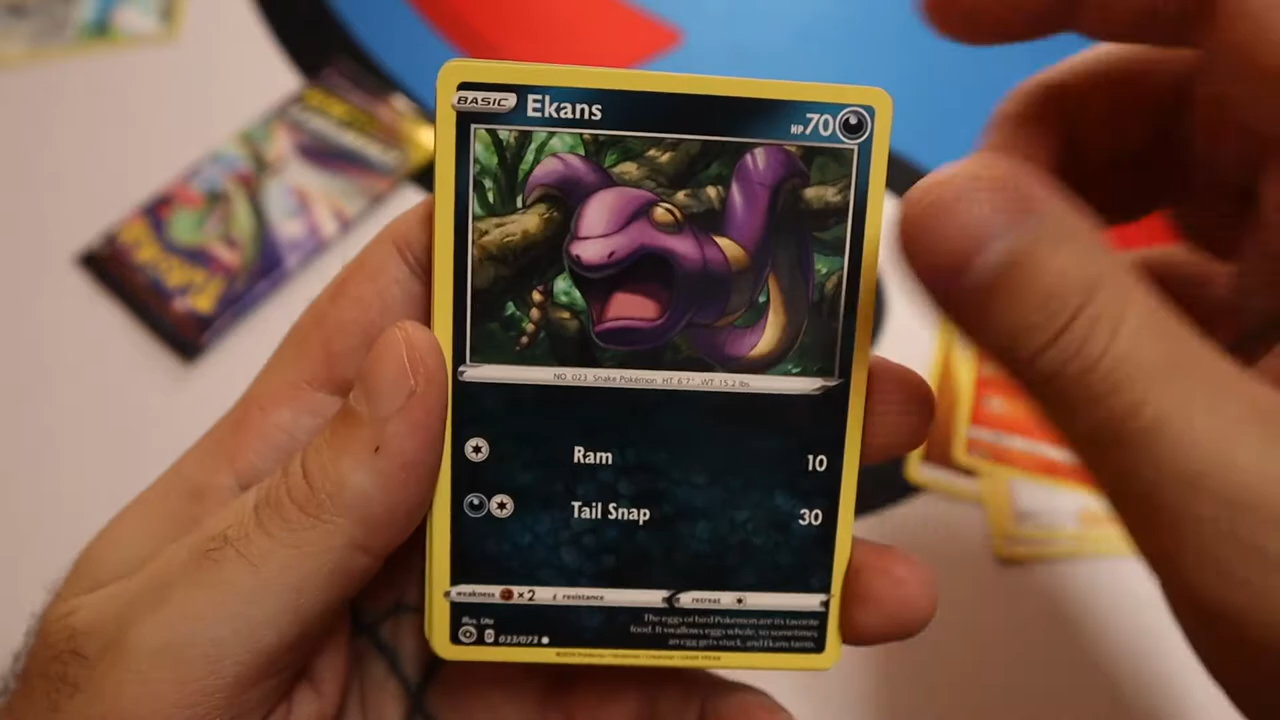 BASIC Ekans HP 70
NO. 023 Snake Pokémon HT: 6'7" WT: 15.2 lbs.
Ram 10
Tail Snap 30
weakness ×2 resistance retreat
Illus. Uta
D 033/073
The eggs of bird Pokémon are its favorite
food. It swallows eggs whole, so sometimes
an egg gets stuck, and Ekans faints.